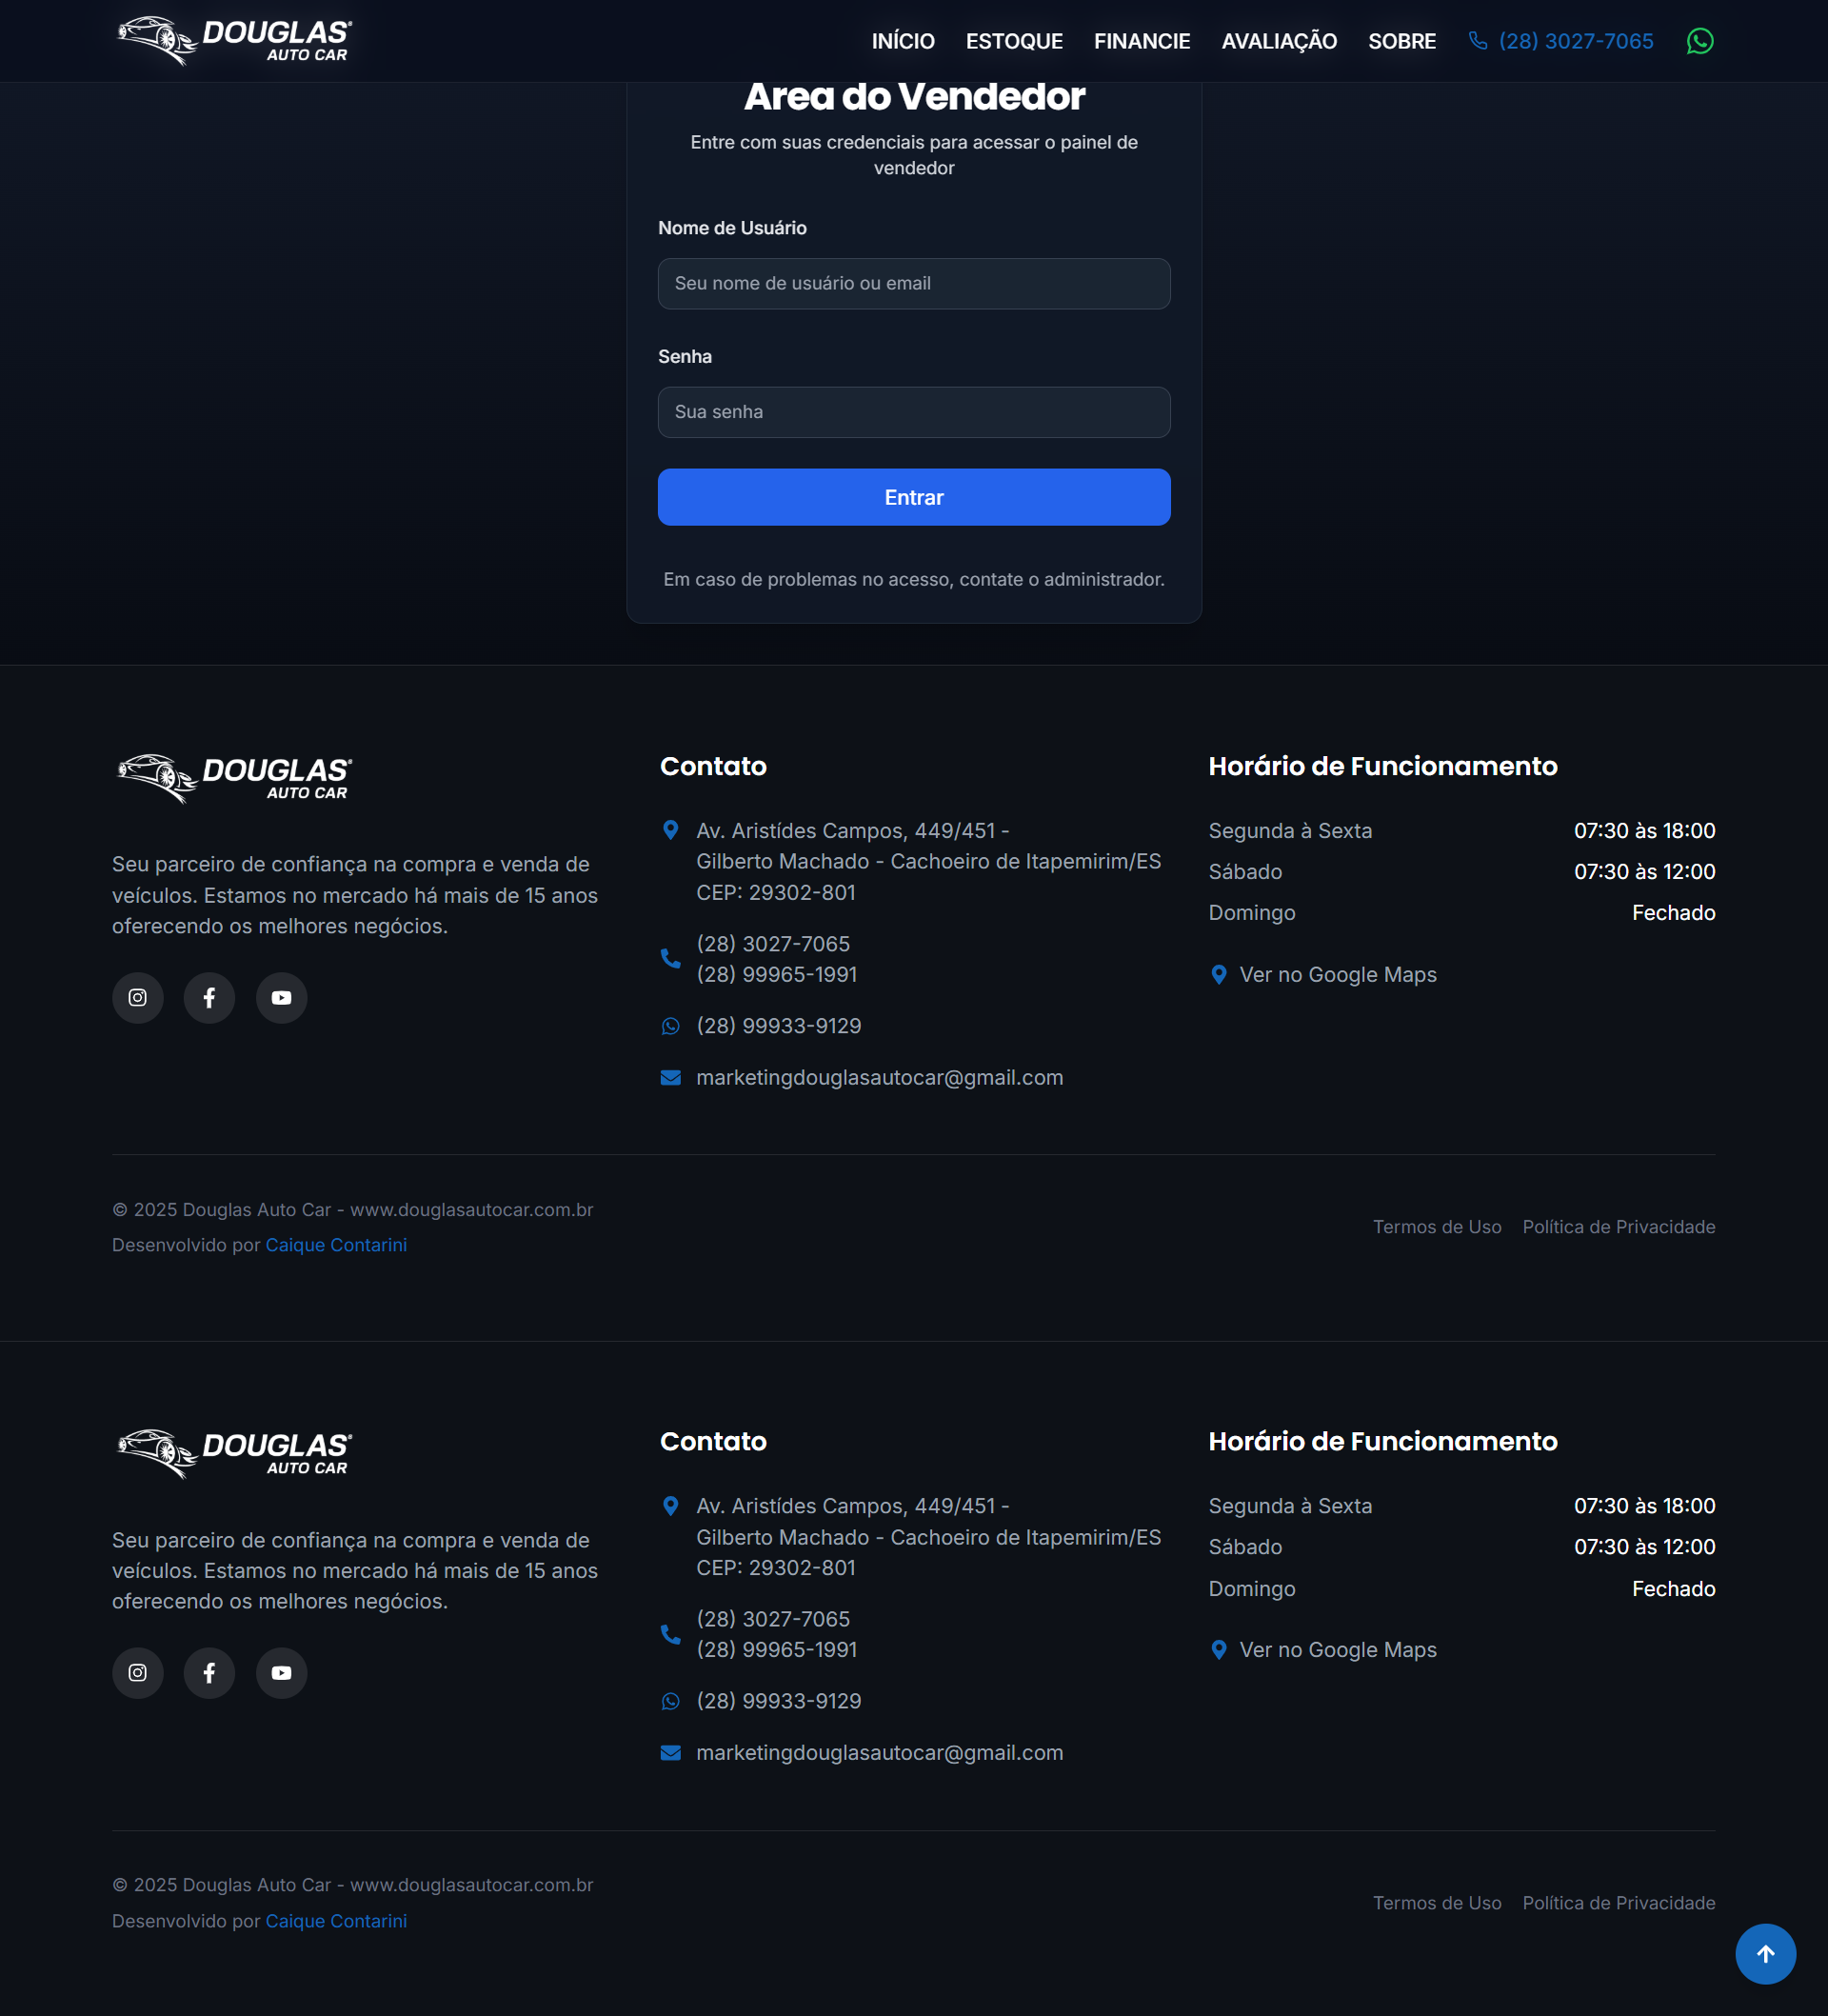 DOUGLAS®
AUTO CAR
INÍCIO ESTOQUE FINANCIE AVALIAÇÃO SOBRE (28) 3027-7065
Área do Vendedor
Entre com suas credenciais para acessar o painel de
vendedor
Nome de Usuário
Seu nome de usuário ou email
Senha
Sua senha
Entrar
Em caso de problemas no acesso, contate o administrador.
DOUGLAS®
AUTO CAR
Seu parceiro de confiança na compra e venda de
veículos. Estamos no mercado há mais de 15 anos
oferecendo os melhores negócios.
Contato
Av. Aristídes Campos, 449/451 -
Gilberto Machado - Cachoeiro de Itapemirim/ES
CEP: 29302-801
(28) 3027-7065
(28) 99965-1991
(28) 99933-9129
marketingdouglasautocar@gmail.com
Horário de Funcionamento
Segunda à Sexta 07:30 às 18:00
Sábado 07:30 às 12:00
Domingo Fechado
Ver no Google Maps
© 2025 Douglas Auto Car - www.douglasautocar.com.br
Desenvolvido por Caique Contarini
Termos de Uso Política de Privacidade
DOUGLAS®
AUTO CAR
Seu parceiro de confiança na compra e venda de
veículos. Estamos no mercado há mais de 15 anos
oferecendo os melhores negócios.
Contato
Av. Aristídes Campos, 449/451 -
Gilberto Machado - Cachoeiro de Itapemirim/ES
CEP: 29302-801
(28) 3027-7065
(28) 99965-1991
(28) 99933-9129
marketingdouglasautocar@gmail.com
Horário de Funcionamento
Segunda à Sexta 07:30 às 18:00
Sábado 07:30 às 12:00
Domingo Fechado
Ver no Google Maps
© 2025 Douglas Auto Car - www.douglasautocar.com.br
Desenvolvido por Caique Contarini
Termos de Uso Política de Privacidade